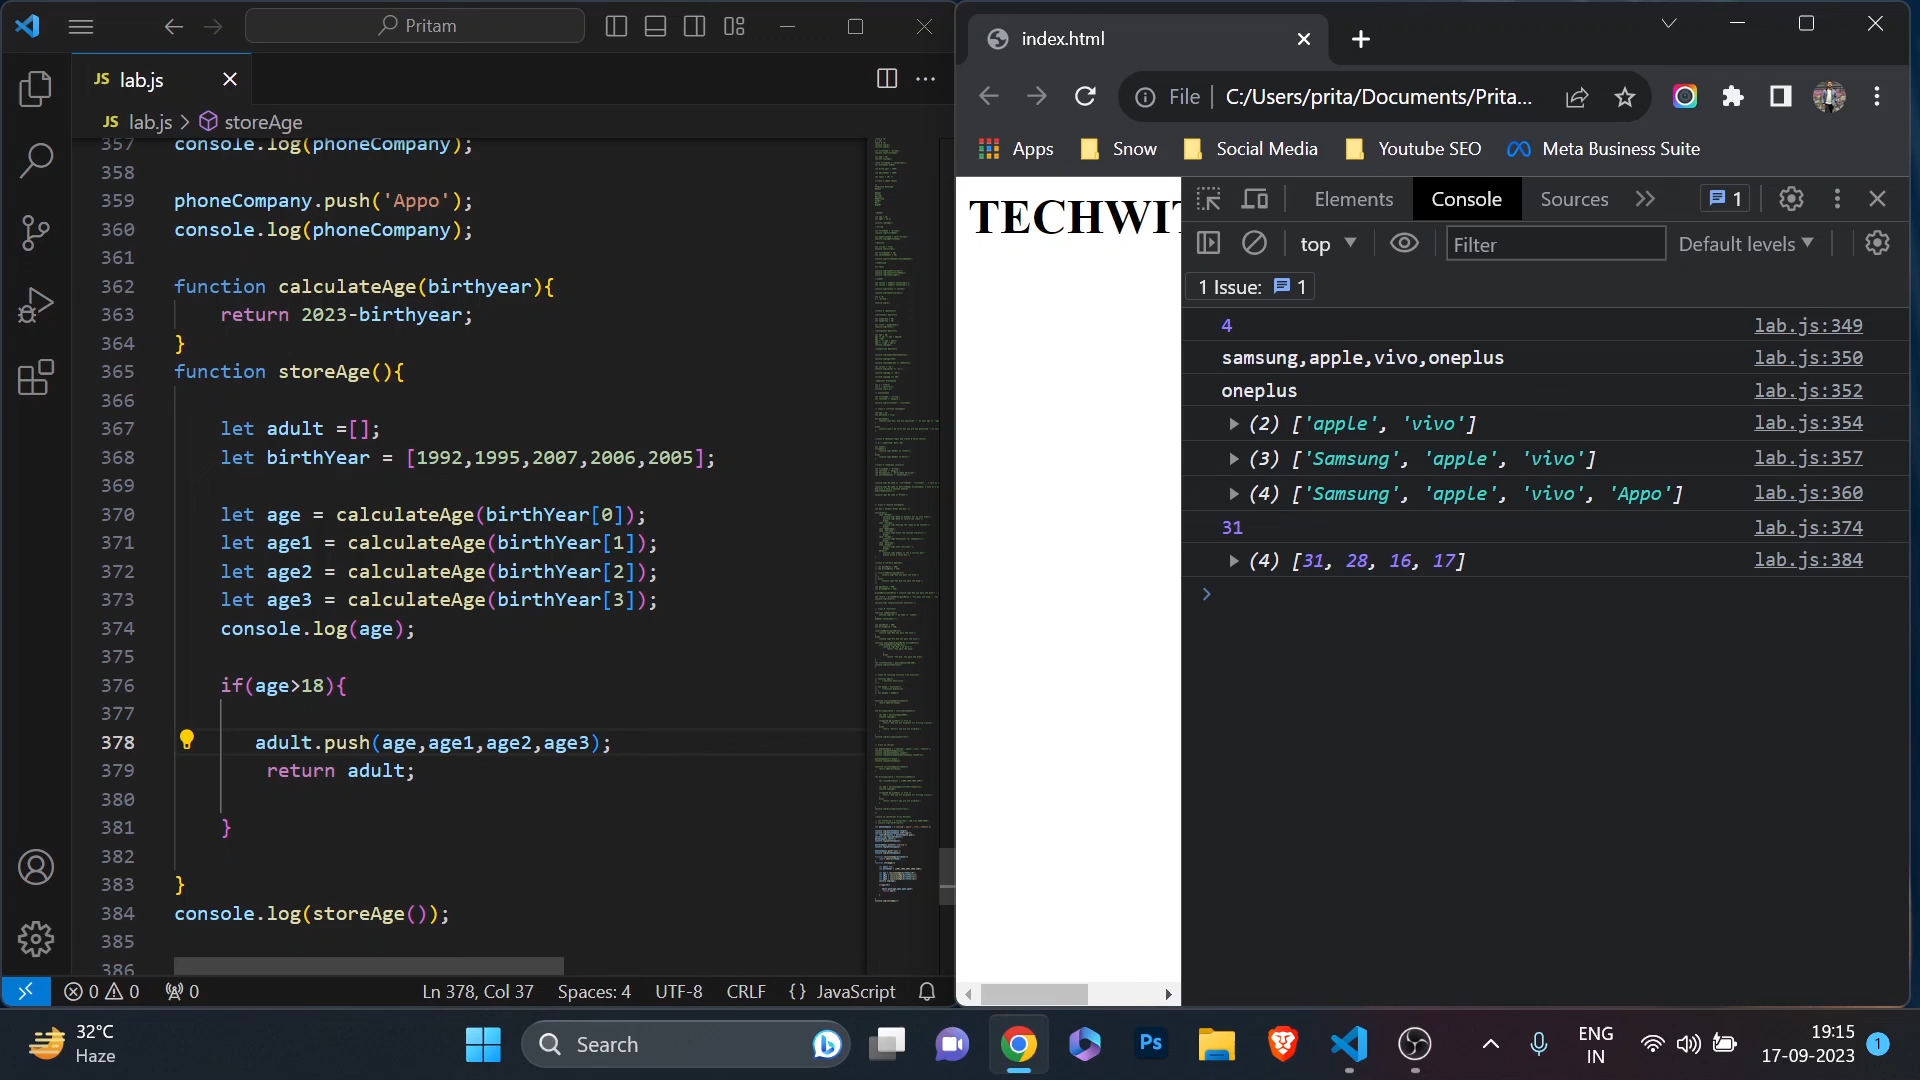 Pritam
JS lab.js
JS lab.js > storeAge
357 console.log(phoneCompany);
358
359 phoneCompany.push('Appo');
360 console.log(phoneCompany);
361
362 function calculateAge(birthyear){
363 return 2023-birthyear;
364 }
365 function storeAge(){
366
367 let adult =[];
368 let birthYear = [1992,1995,2007,2006,2005];
369
370 let age = calculateAge(birthYear[0]);
371 let age1 = calculateAge(birthYear[1]);
372 let age2 = calculateAge(birthYear[2]);
373 let age3 = calculateAge(birthYear[3]);
374 console.log(age);
375
376 if(age>18){
377
378 adult.push(age,age1,age2,age3);
379 return adult;
380
381 }
382
383 }
384 console.log(storeAge());
385
386
0 0 0 Ln 378, Col 37 Spaces: 4 UTF-8 CRLF {} JavaScript
index.html
File C:/Users/prita/Documents/Prita...
Apps Snow Social Media Youtube SEO Meta Business Suite
TECHWIT
Elements Console Sources 1
top Filter Default levels
1 Issue: 1
4 lab.js:349
samsung,apple,vivo,oneplus lab.js:350
oneplus lab.js:352
(2) ['apple', 'vivo'] lab.js:354
(3) ['Samsung', 'apple', 'vivo'] lab.js:357
(4) ['Samsung', 'apple', 'vivo', 'Appo'] lab.js:360
31 lab.js:374
(4) [31, 28, 16, 17] lab.js:384
32°C
Haze
Search
Ps
ENG
IN
19:15
17-09-2023
1